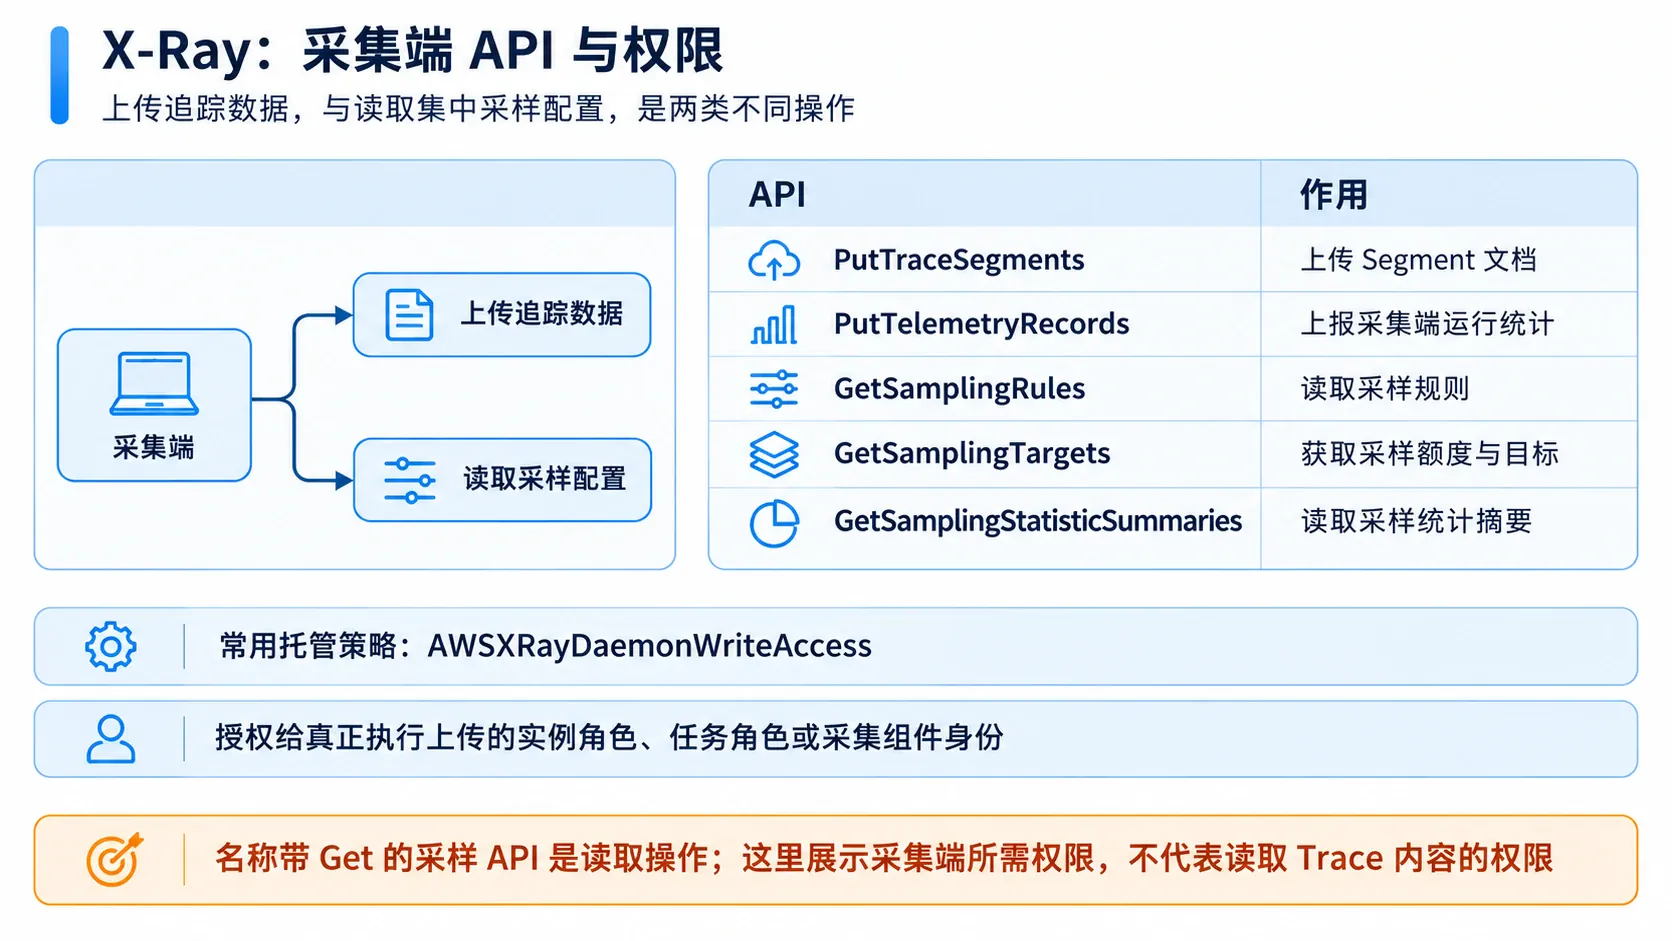 X-Ray：采集端 API 与权限
上传追踪数据，与读取集中采样配置，是两类不同操作
采集端
上传追踪数据
读取采样配置
API 作用
PutTraceSegments 上传 Segment 文档
PutTelemetryRecords 上报采集端运行统计
GetSamplingRules 读取采样规则
GetSamplingTargets 获取采样额度与目标
GetSamplingStatisticSummaries 读取采样统计摘要
常用托管策略：AWSXRayDaemonWriteAccess
授权给真正执行上传的实例角色、任务角色或采集组件身份
名称带 Get 的采样 API 是读取操作；这里展示采集端所需权限，不代表读取 Trace 内容的权限